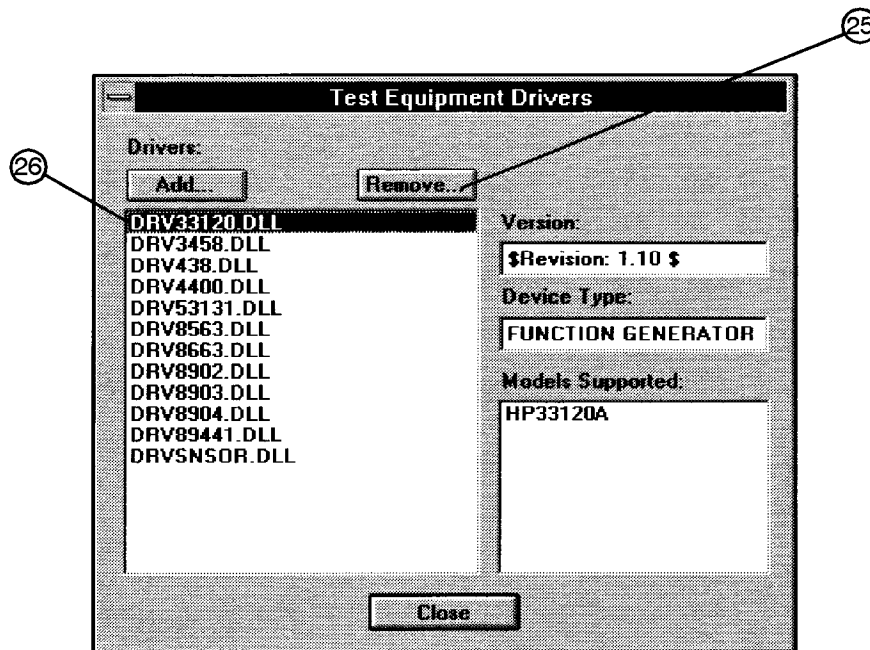 25
Test Equipment Drivers
Drivers:
26
Add...
Remove...
DRV33120.DLL
DRV3458.DLL
DRV438.DLL
DRV4400.DLL
DRV53131.DLL
DRV8563.DLL
DRV8663.DLL
DRV8902.DLL
DRV8903.DLL
DRV8904.DLL
DRV89441.DLL
DRVSNSOR.DLL
Version:
$Revision: 1.10 $
Device Type:
FUNCTION GENERATOR
Models Supported:
HP33120A
Close